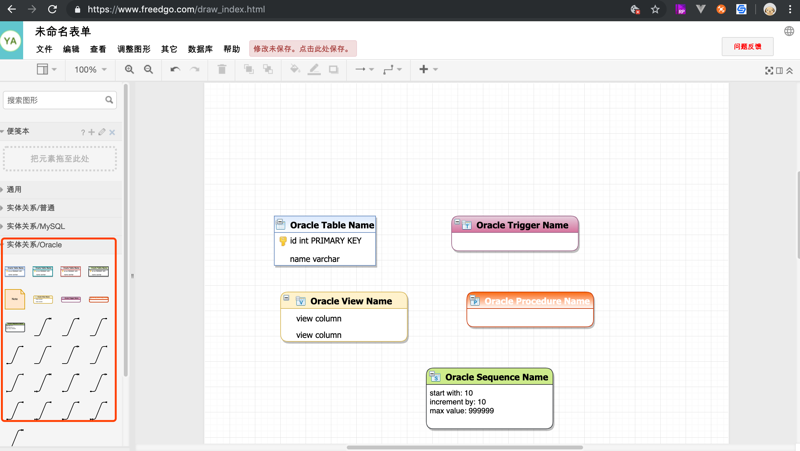 https://www.freedgo.com/draw_index.html
YA
未命名表单
文件 编辑 查看 调整图形 其它 数据库 帮助
修改未保存。点击此处保存。
问题反馈
100%
搜索图形
便笺本
把元素拖至此处
通用
实体关系/普通
实体关系/MySQL
实体关系/Oracle
Oracle Table Name
id int PRIMARY KEY
name varchar
Oracle Trigger Name
Oracle View Name
view column
view column
Oracle Procedure Name
Oracle Sequence Name
start with: 10
increment by: 10
max value: 999999